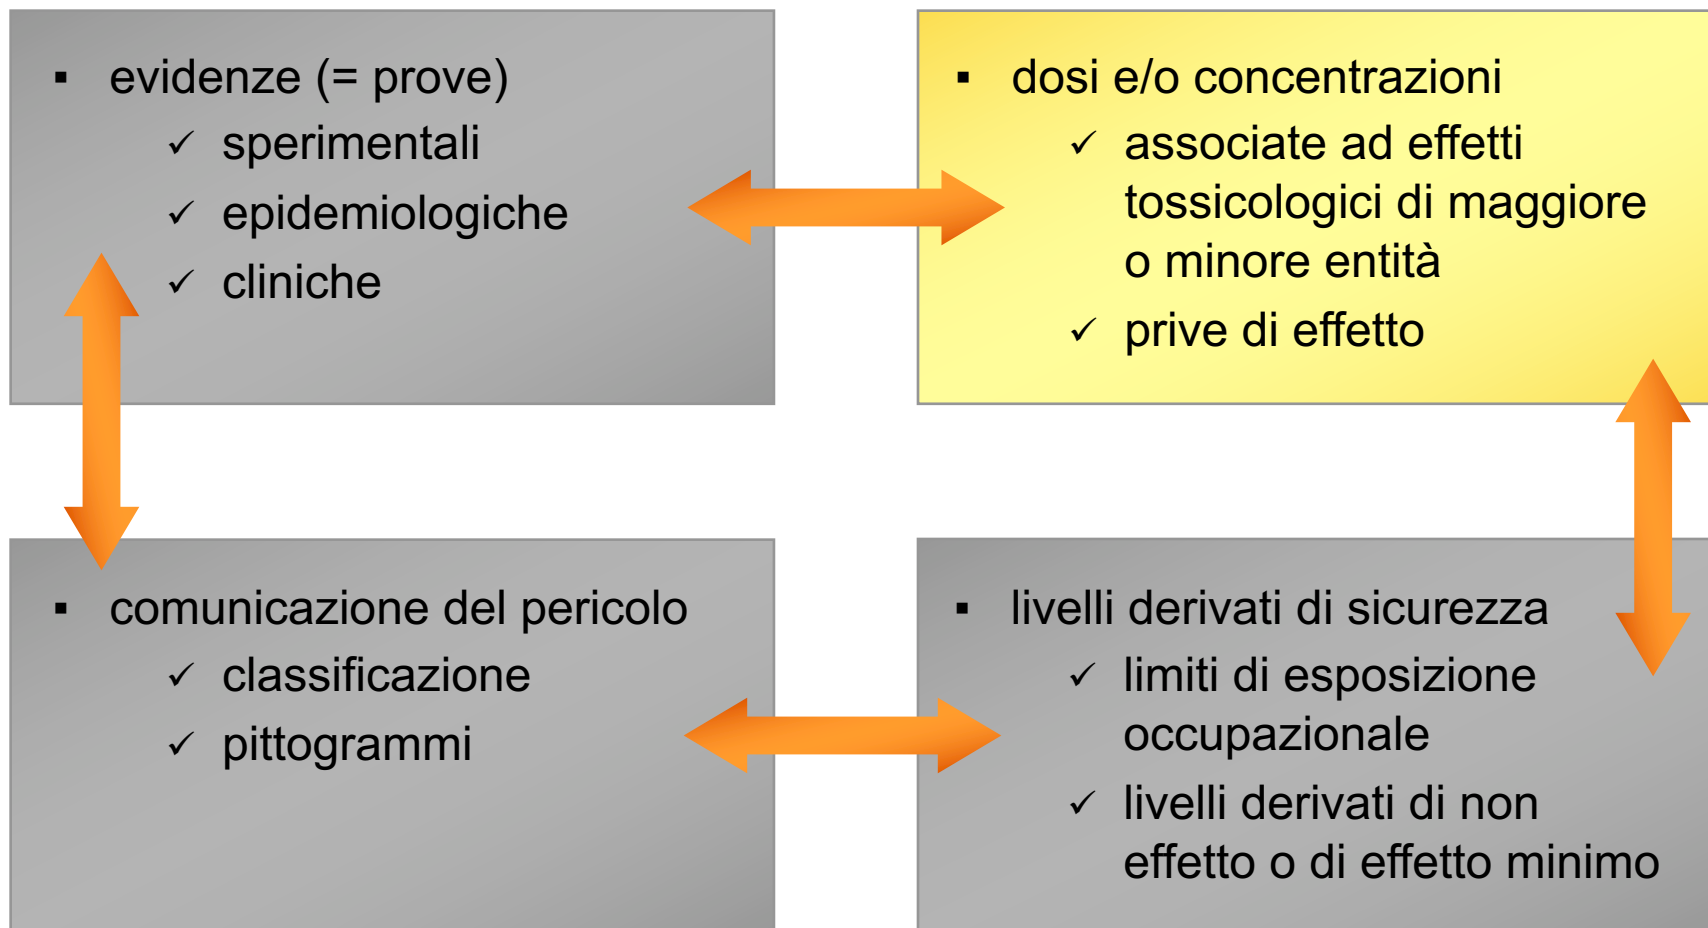 ▪ evidenze (= prove)
✓ sperimentali
✓ epidemiologiche
✓ cliniche
▪ dosi e/o concentrazioni
✓ associate ad effetti
tossicologici di maggiore
o minore entità
✓ prive di effetto
▪ comunicazione del pericolo
✓ classificazione
✓ pittogrammi
▪ livelli derivati di sicurezza
✓ limiti di esposizione
occupazionale
✓ livelli derivati di non
effetto o di effetto minimo